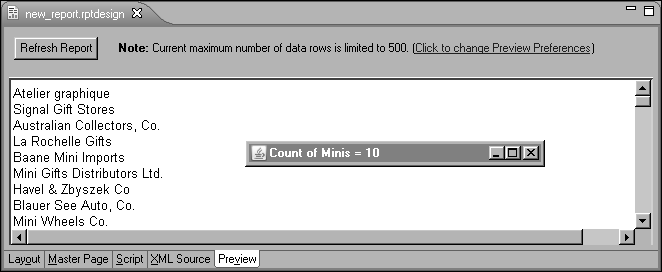 new_report.rptdesign
Refresh Report Note: Current maximum number of data rows is limited to 500. (Click to change Preview Preferences)
Atelier graphique
Signal Gift Stores
Australian Collectors, Co.
La Rochelle Gifts
Baane Mini Imports
Mini Gifts Distributors Ltd.
Havel & Zbyszek Co
Blauer See Auto, Co.
Mini Wheels Co.
Count of Minis = 10
Layout Master Page Script XML Source Preview